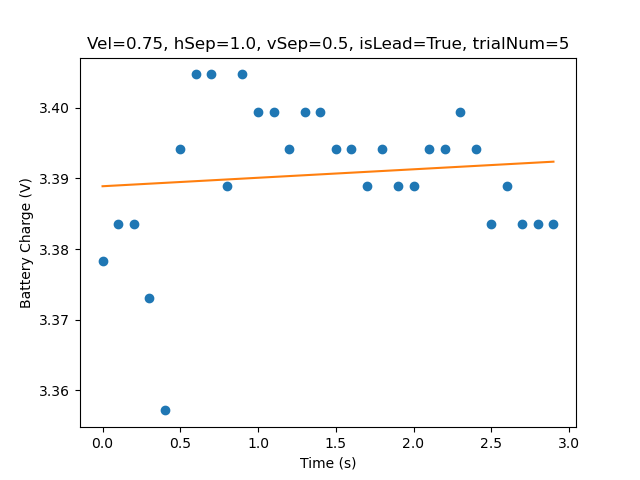 Vel=0.75, hSep=1.0, vSep=0.5, isLead=True, trialNum=5
Battery Charge (V)
3.40
3.39
3.38
3.37
3.36
0.0 0.5 1.0 1.5 2.0 2.5 3.0
Time (s)